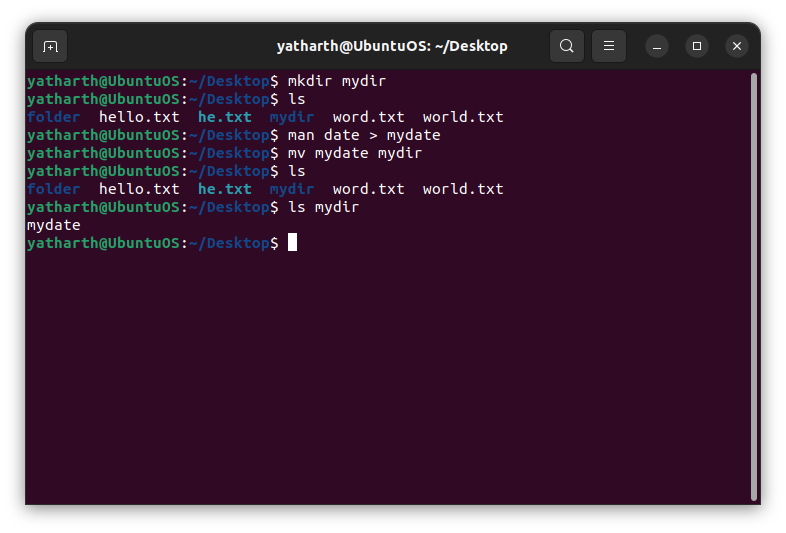 yatharth@UbuntuOS: ~/Desktop
yatharth@UbuntuOS:~/Desktop$ mkdir mydir
yatharth@UbuntuOS:~/Desktop$ ls
folder  hello.txt  he.txt  mydir  word.txt  world.txt
yatharth@UbuntuOS:~/Desktop$ man date > mydate
yatharth@UbuntuOS:~/Desktop$ mv mydate mydir
yatharth@UbuntuOS:~/Desktop$ ls
folder  hello.txt  he.txt  mydir  word.txt  world.txt
yatharth@UbuntuOS:~/Desktop$ ls mydir
mydate
yatharth@UbuntuOS:~/Desktop$